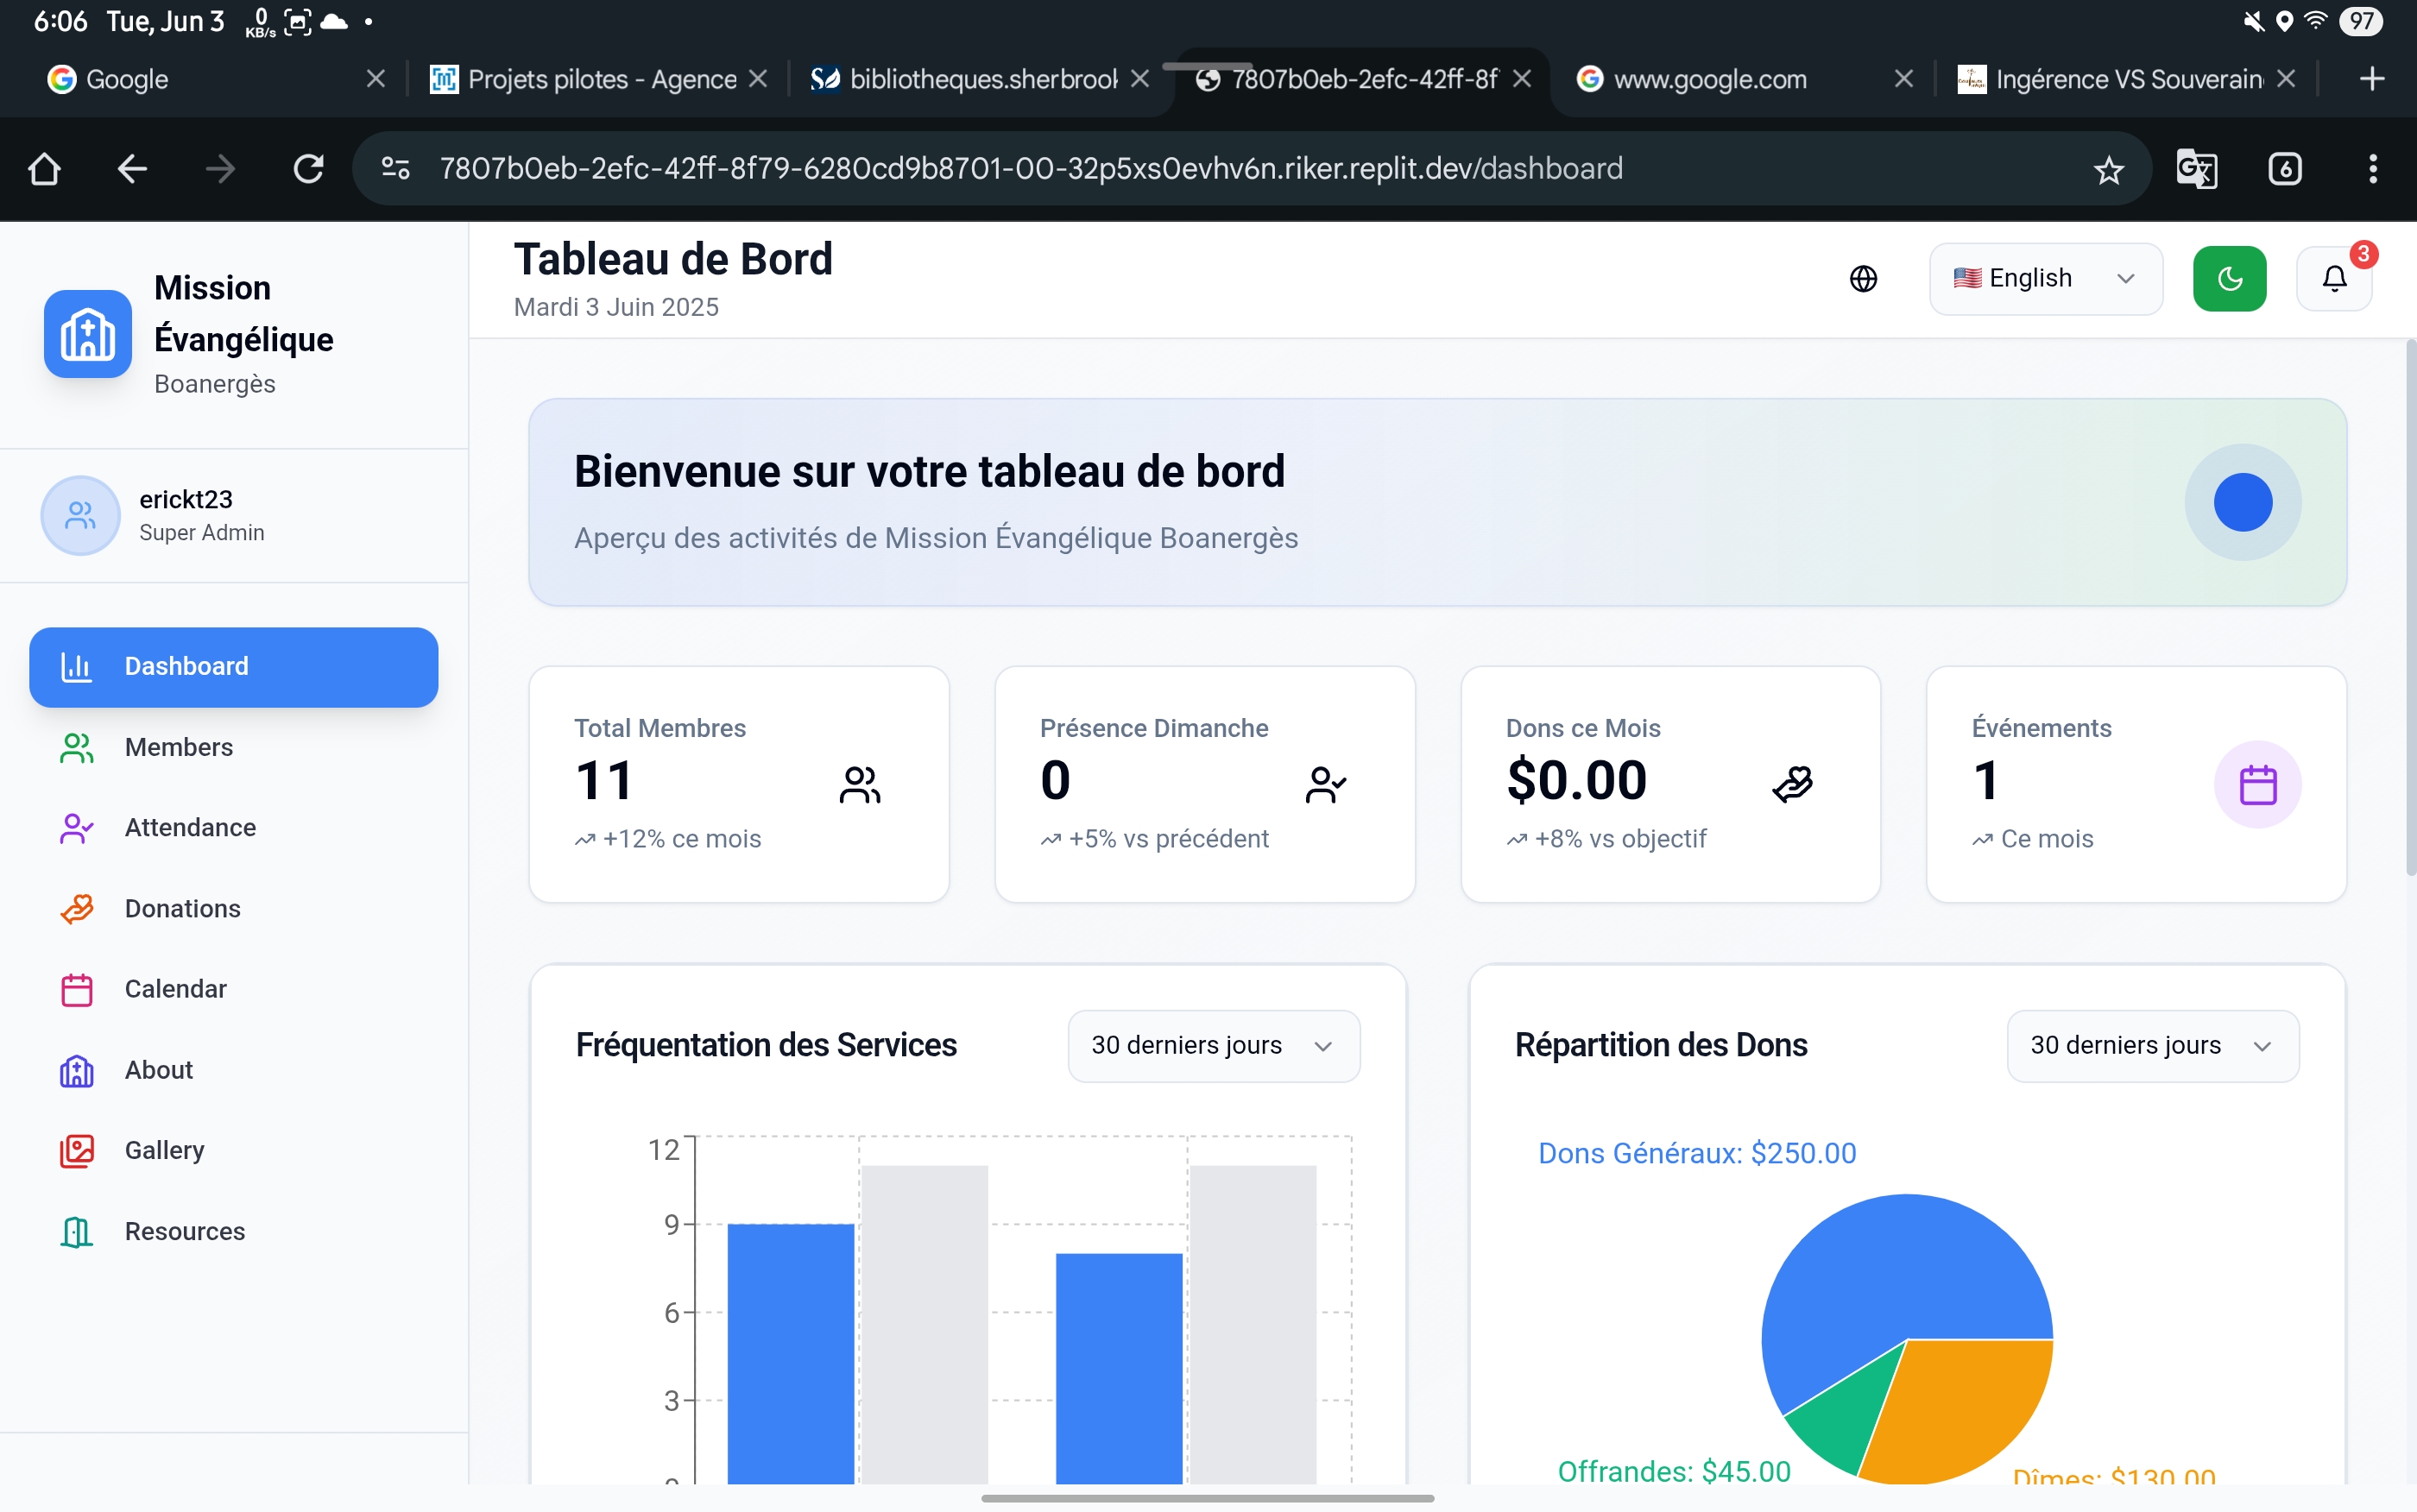 6:06 Tue, Jun 3 0 KB/s 97
Google
Projets pilotes - Agence
bibliotheques.sherbrook
7807b0eb-2efc-42ff-8f
www.google.com
Ingérence VS Souverain
7807b0eb-2efc-42ff-8f79-6280cd9b8701-00-32p5xs0evhv6n.riker.replit.dev/dashboard
6
Mission
Évangélique
Boanergès
erickt23
Super Admin
Dashboard
Members
Attendance
Donations
Calendar
About
Gallery
Resources
Tableau de Bord
Mardi 3 Juin 2025
English
3
Bienvenue sur votre tableau de bord
Aperçu des activités de Mission Évangélique Boanergès
Total Membres
11
+12% ce mois
Présence Dimanche
0
+5% vs précédent
Dons ce Mois
$0.00
+8% vs objectif
Événements
1
Ce mois
Fréquentation des Services
30 derniers jours
12
9
6
3
0
Répartition des Dons
30 derniers jours
Dons Généraux: $250.00
Offrandes: $45.00
Dîmes: $130.00